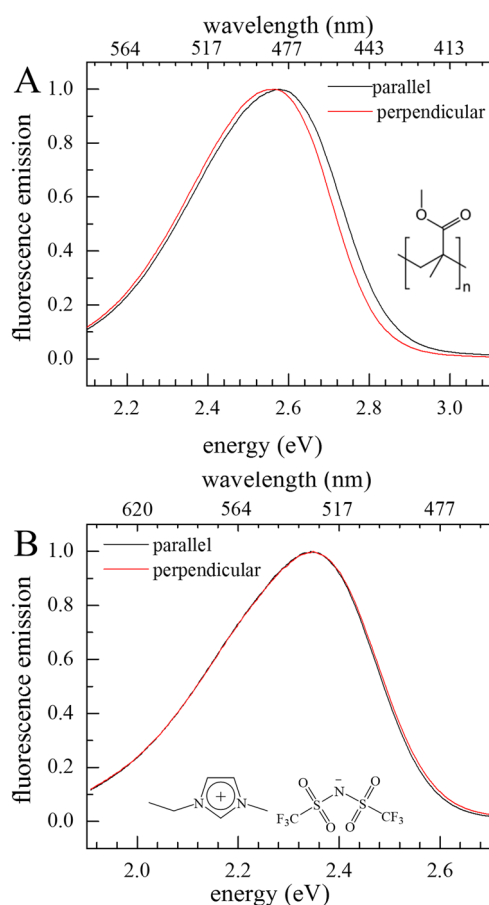 wavelength (nm)
564 517 477 443 413
A
parallel
perpendicular
1.0
0.8
0.6
0.4
0.2
0.0
fluorescence emission
O
O
n
2.2 2.4 2.6 2.8 3.0
energy (eV)
wavelength (nm)
620 564 517 477
B
parallel
perpendicular
1.0
0.8
0.6
0.4
0.2
0.0
fluorescence emission
N + N
O O
S N − S
F₃C O O CF₃
2.0 2.2 2.4 2.6
energy (eV)